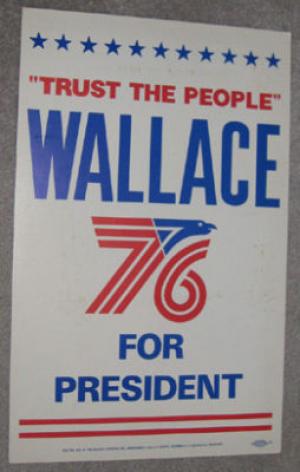 "TRUST THE PEOPLE"
WALLACE
76
FOR
PRESIDENT